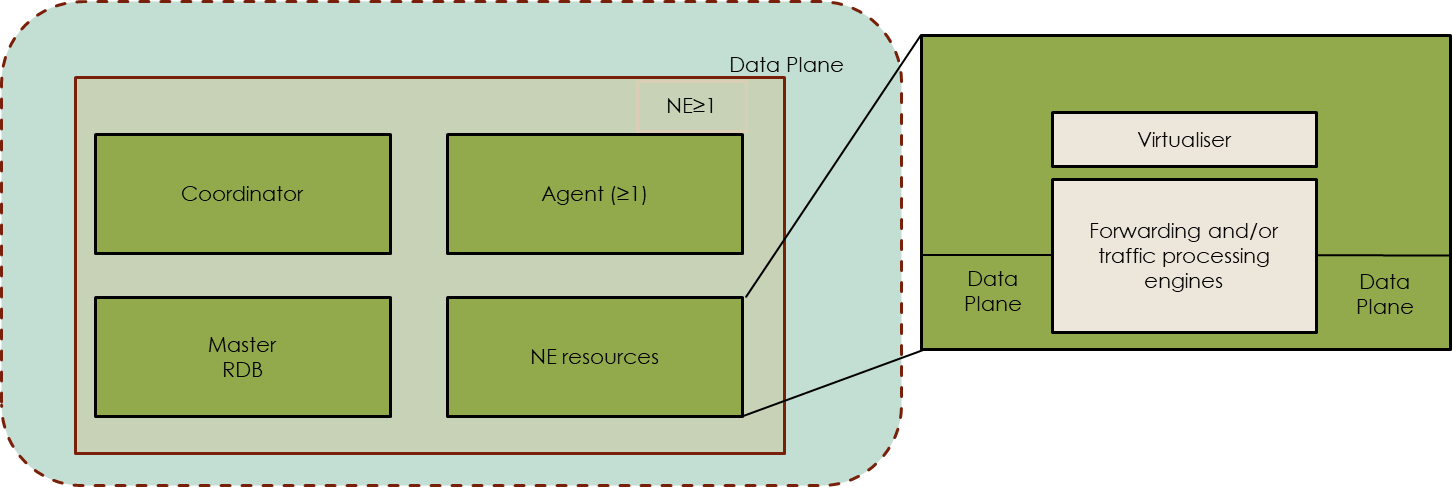 Data Plane
NE≥1
Coordinator
Agent (≥1)
Master
RDB
NE resources
Virtualiser
Forwarding and/or
traffic processing
engines
Data
Plane
Data
Plane